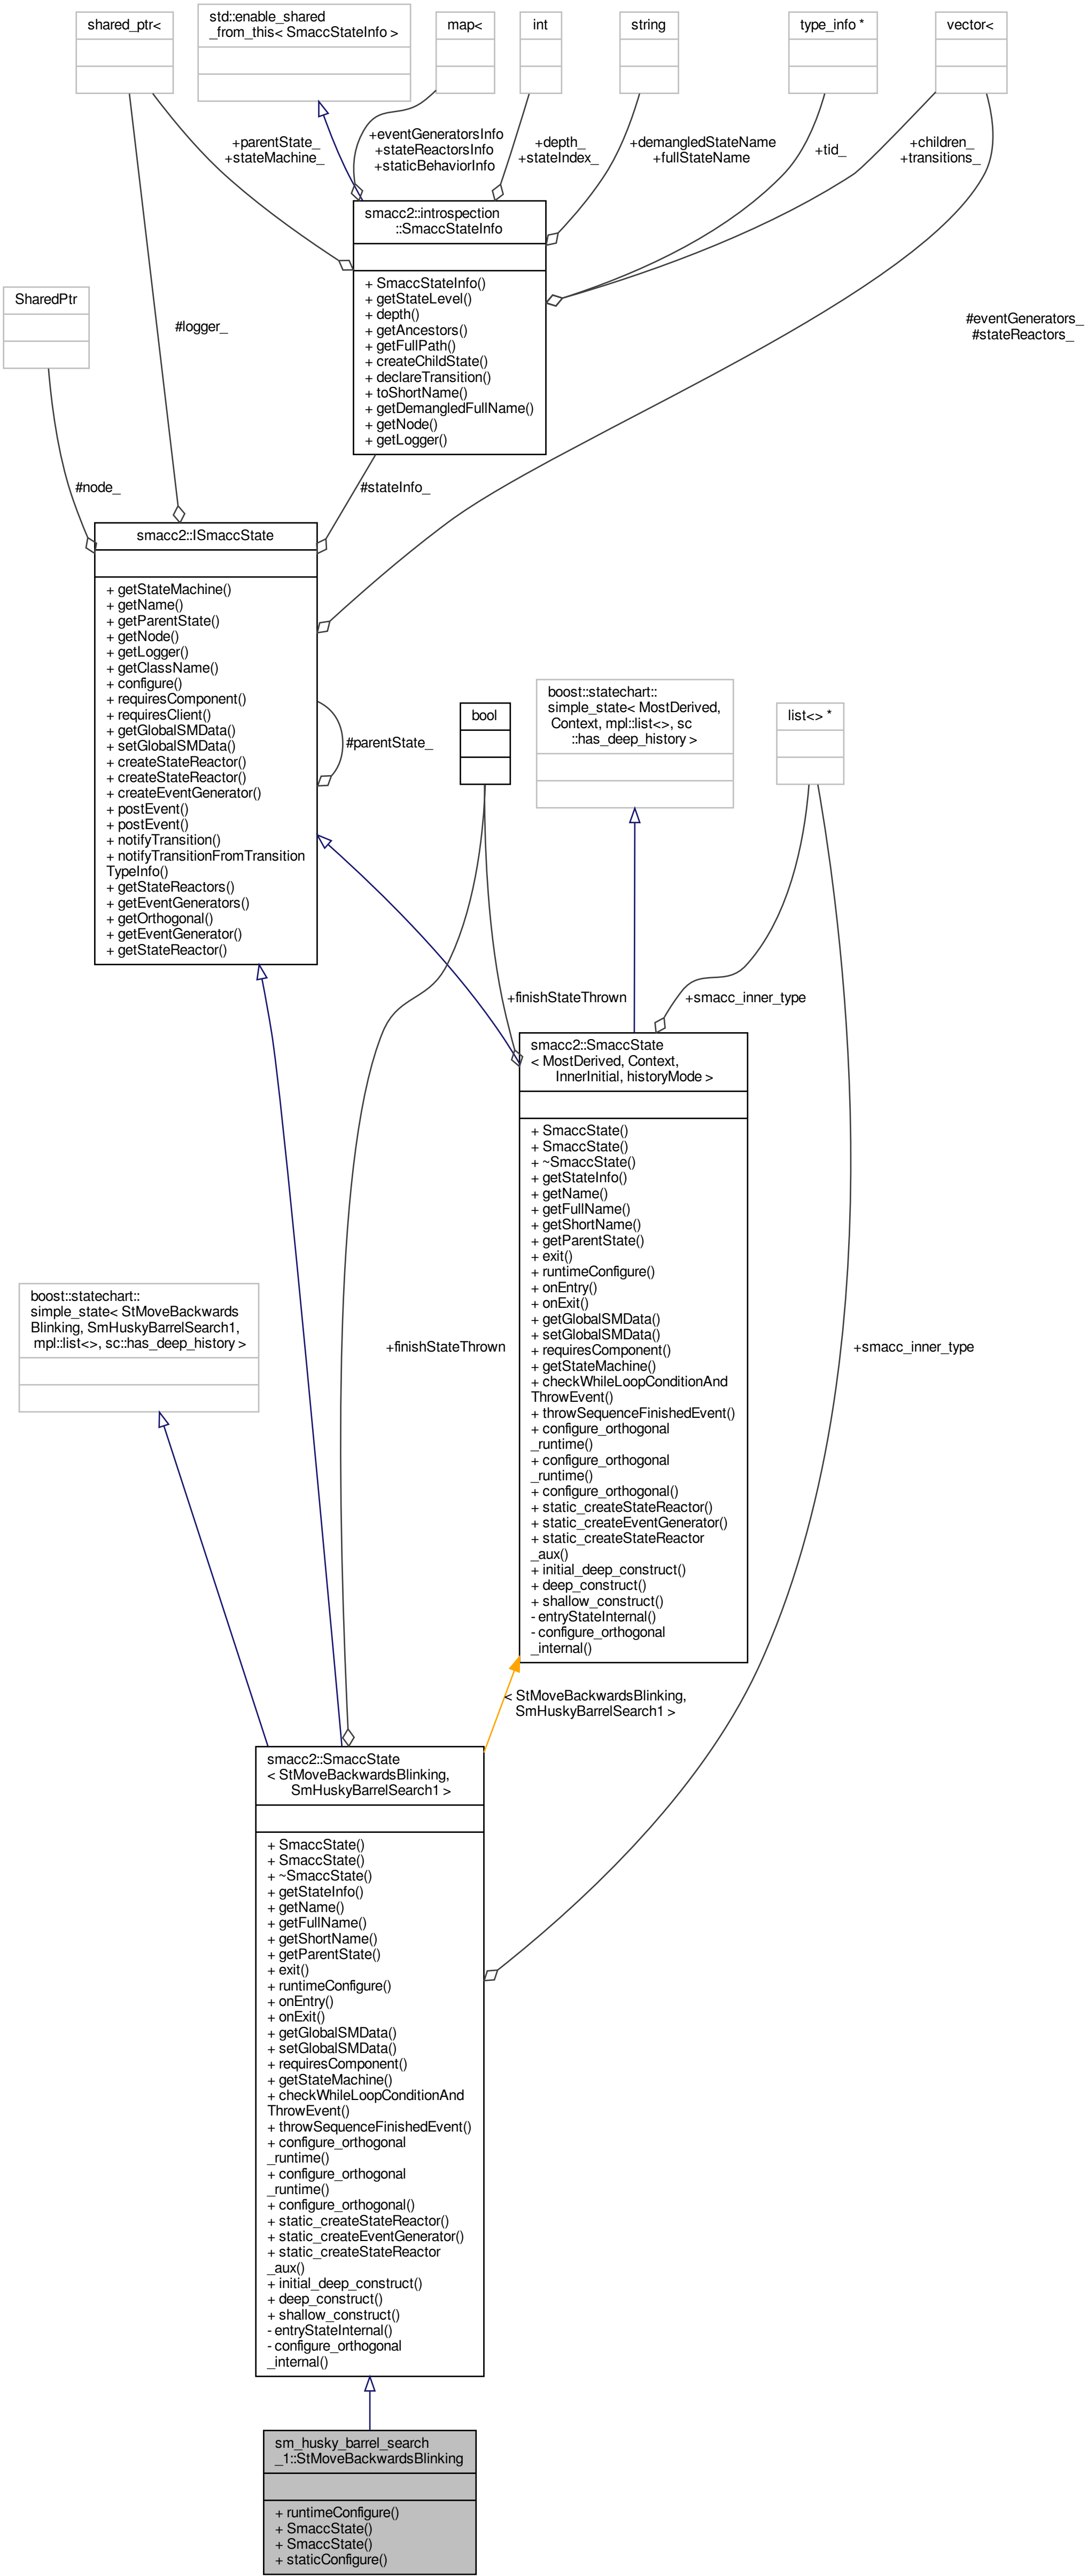 shared_ptr<
std::enable_shared
_from_this< SmaccStateInfo >
map<
int
string
type_info *
vector<
+parentState_
+stateMachine_
+eventGeneratorsInfo
+stateReactorsInfo
+staticBehaviorInfo
+depth_
+stateIndex_
+demangledStateName
+fullStateName
+tid_
+children_
+transitions_
smacc2::introspection
::SmaccStateInfo
+ SmaccStateInfo()
+ getStateLevel()
+ depth()
+ getAncestors()
+ getFullPath()
+ createChildState()
+ declareTransition()
+ toShortName()
+ getDemangledFullName()
+ getNode()
+ getLogger()
SharedPtr
#logger_
#eventGenerators_
#stateReactors_
#node_
#stateInfo_
smacc2::ISmaccState
+ getStateMachine()
+ getName()
+ getParentState()
+ getNode()
+ getLogger()
+ getClassName()
+ configure()
+ requiresComponent()
+ requiresClient()
+ getGlobalSMData()
+ setGlobalSMData()
+ createStateReactor()
+ createStateReactor()
+ createEventGenerator()
+ postEvent()
+ postEvent()
+ notifyTransition()
+ notifyTransitionFromTransition
TypeInfo()
+ getStateReactors()
+ getEventGenerators()
+ getOrthogonal()
+ getEventGenerator()
+ getStateReactor()
#parentState_
bool
boost::statechart::
simple_state< MostDerived,
Context, mpl::list<>, sc
::has_deep_history >
list<> *
+finishStateThrown
+smacc_inner_type
smacc2::SmaccState
< MostDerived, Context,
InnerInitial, historyMode >
+ SmaccState()
+ SmaccState()
+ ~SmaccState()
+ getStateInfo()
+ getName()
+ getFullName()
+ getShortName()
+ getParentState()
+ exit()
+ runtimeConfigure()
+ onEntry()
+ onExit()
+ getGlobalSMData()
+ setGlobalSMData()
+ requiresComponent()
+ getStateMachine()
+ checkWhileLoopConditionAnd
ThrowEvent()
+ throwSequenceFinishedEvent()
+ configure_orthogonal
_runtime()
+ configure_orthogonal
_runtime()
+ configure_orthogonal()
+ static_createStateReactor()
+ static_createEventGenerator()
+ static_createStateReactor
_aux()
+ initial_deep_construct()
+ deep_construct()
+ shallow_construct()
- entryStateInternal()
- configure_orthogonal
_internal()
boost::statechart::
simple_state< StMoveBackwards
Blinking, SmHuskyBarrelSearch1,
mpl::list<>, sc::has_deep_history >
+finishStateThrown
+smacc_inner_type
< StMoveBackwardsBlinking,
SmHuskyBarrelSearch1 >
smacc2::SmaccState
< StMoveBackwardsBlinking,
SmHuskyBarrelSearch1 >
+ SmaccState()
+ SmaccState()
+ ~SmaccState()
+ getStateInfo()
+ getName()
+ getFullName()
+ getShortName()
+ getParentState()
+ exit()
+ runtimeConfigure()
+ onEntry()
+ onExit()
+ getGlobalSMData()
+ setGlobalSMData()
+ requiresComponent()
+ getStateMachine()
+ checkWhileLoopConditionAnd
ThrowEvent()
+ throwSequenceFinishedEvent()
+ configure_orthogonal
_runtime()
+ configure_orthogonal
_runtime()
+ configure_orthogonal()
+ static_createStateReactor()
+ static_createEventGenerator()
+ static_createStateReactor
_aux()
+ initial_deep_construct()
+ deep_construct()
+ shallow_construct()
- entryStateInternal()
- configure_orthogonal
_internal()
sm_husky_barrel_search
_1::StMoveBackwardsBlinking
+ runtimeConfigure()
+ SmaccState()
+ SmaccState()
+ staticConfigure()